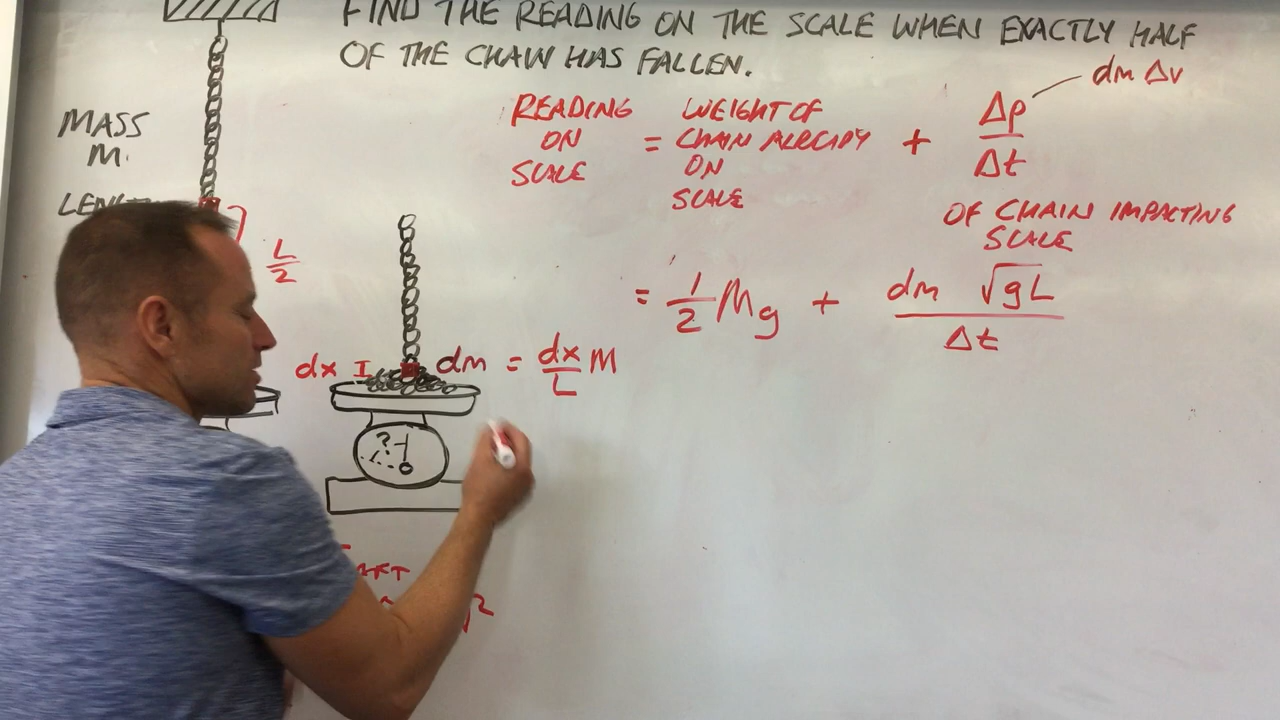 FIND THE READING ON THE SCALE WHEN EXACTLY HALF
OF THE CHAIN HAS FALLEN.
MASS
M.
L/2
READING
ON
SCALE
=
WEIGHT OF
CHAIN ALREADY
ON
SCALE
+
Δp/Δt
dm Δv
OF CHAIN IMPACTING
SCALE
= 1/2 Mg + dm √gL / Δt
dx
dm = dx/L M
?